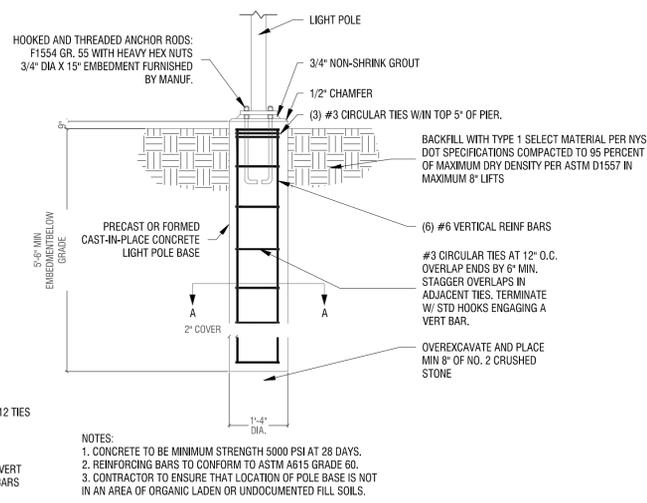 LIGHT POLE
HOOKED AND THREADED ANCHOR RODS:
F1554 GR. 55 WITH HEAVY HEX NUTS
3/4" DIA X 15" EMBEDMENT FURNISHED
BY MANUF.
3/4" NON-SHRINK GROUT
1/2" CHAMFER
(3) #3 CIRCULAR TIES W/IN TOP 5" OF PIER.
9"
BACKFILL WITH TYPE 1 SELECT MATERIAL PER NYS
DOT SPECIFICATIONS COMPACTED TO 95 PERCENT
OF MAXIMUM DRY DENSITY PER ASTM D1557 IN
MAXIMUM 8" LIFTS
5'-6" MIN
EMBEDMENTBELOW
GRADE
PRECAST OR FORMED
CAST-IN-PLACE CONCRETE
LIGHT POLE BASE
(6) #6 VERTICAL REINF BARS
#3 CIRCULAR TIES AT 12" O.C.
OVERLAP ENDS BY 6" MIN.
STAGGER OVERLAPS IN
ADJACENT TIES. TERMINATE
W/ STD HOOKS ENGAGING A
VERT BAR.
A
A
2" COVER
OVEREXCAVATE AND PLACE
MIN 8" OF NO. 2 CRUSHED
STONE
12 TIES
1'-4"
DIA.
VERT
BARS
NOTES:
1. CONCRETE TO BE MINIMUM STRENGTH 5000 PSI AT 28 DAYS.
2. REINFORCING BARS TO CONFORM TO ASTM A615 GRADE 60.
3. CONTRACTOR TO ENSURE THAT LOCATION OF POLE BASE IS NOT
IN AN AREA OF ORGANIC LADEN OR UNDOCUMENTED FILL SOILS.